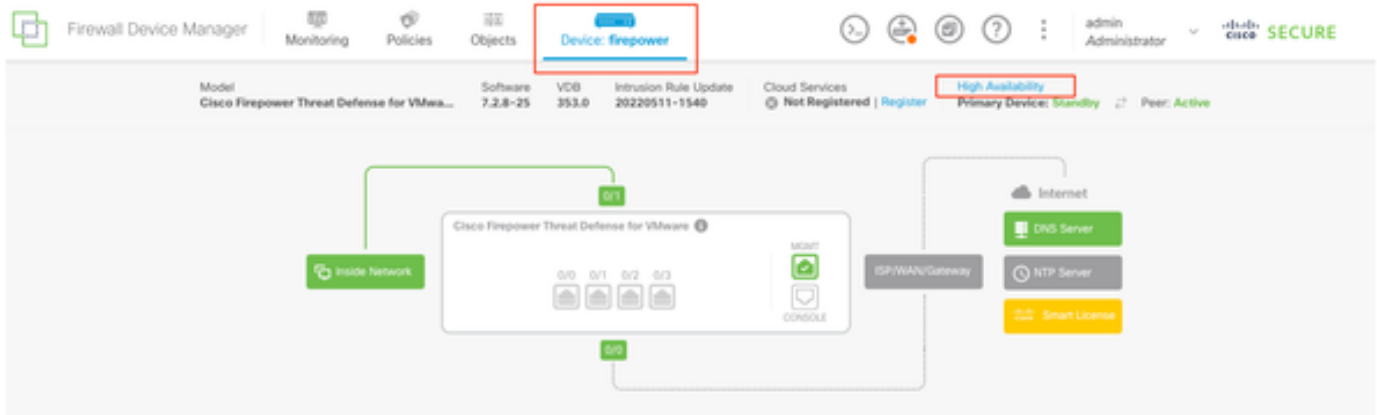 Firewall Device Manager
Monitoring
Policies
Objects
Device: firepower
admin
Administrator
cisco SECURE
Model
Cisco Firepower Threat Defense for VMwa...
Software
7.2.8-25
VDB
353.0
Intrusion Rule Update
20220511-1540
Cloud Services
Not Registered | Register
High Availability
Primary Device: Standby
Peer: Active
0/1
Internet
Cisco Firepower Threat Defense for VMware
DNS Server
MGMT
Inside Network
0/0 0/1 0/2 0/3
ISP/WAN/Gateway
NTP Server
CONSOLE
Smart License
0/0